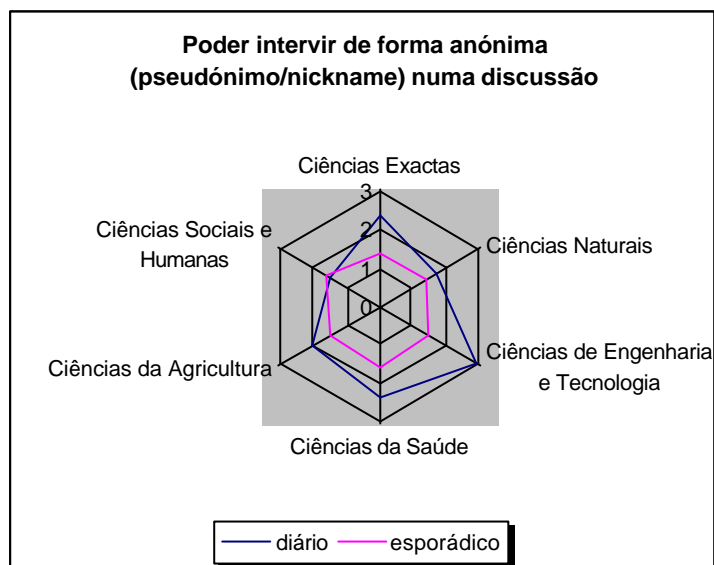 Poder intervir de forma anónima
(pseudónimo/nickname) numa discussão
Ciências Exactas
3
Ciências Sociais e
Humanas
2
Ciências Naturais
1
0
Ciências da Agricultura
Ciências de Engenharia
e Tecnologia
Ciências da Saúde
diário
esporádico